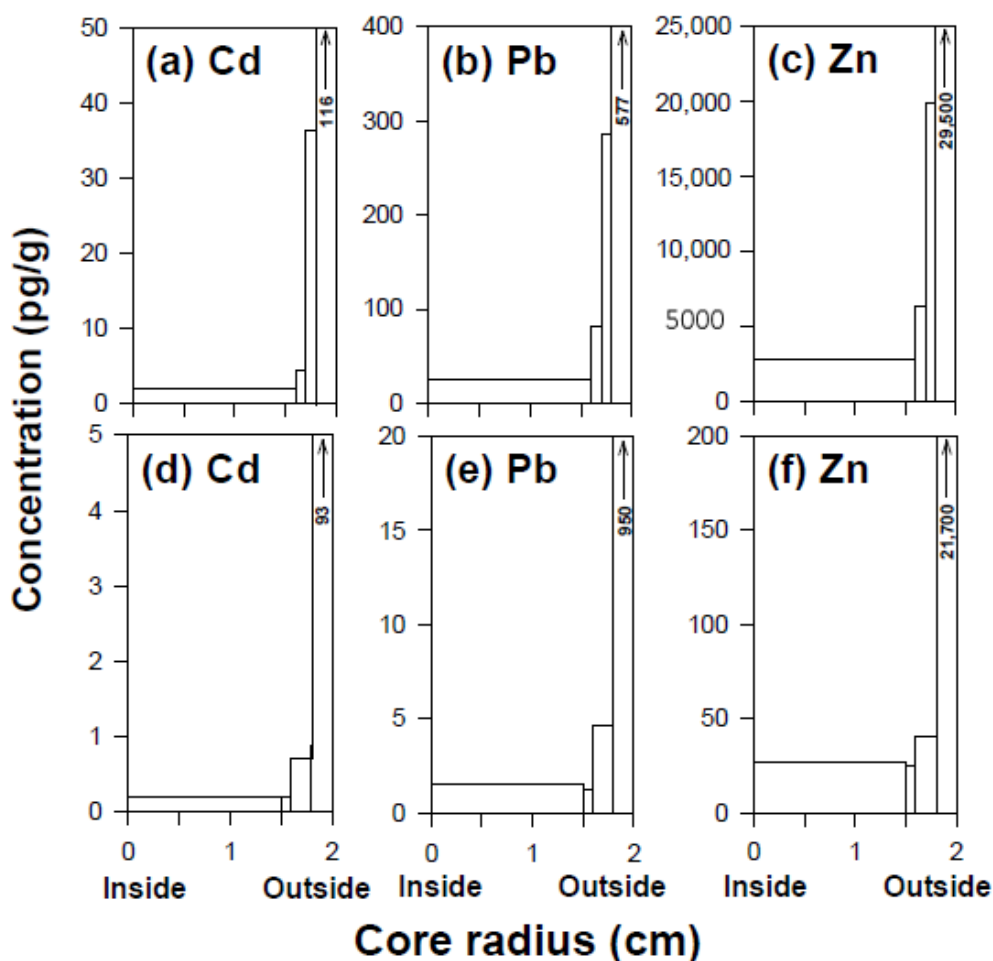 (a) Cd
50
40
30
20
10
0
116
(b) Pb
400
300
200
100
0
577
(c) Zn
25,000
20,000
15,000
10,000
5000
0
29,500
Concentration (pg/g)
(d) Cd
5
4
3
2
1
0
93
0 1 2
Inside Outside
(e) Pb
20
15
10
5
0
950
0 1 2
Inside Outside
(f) Zn
200
150
100
50
0
21,700
0 1 2
Inside Outside
Core radius (cm)